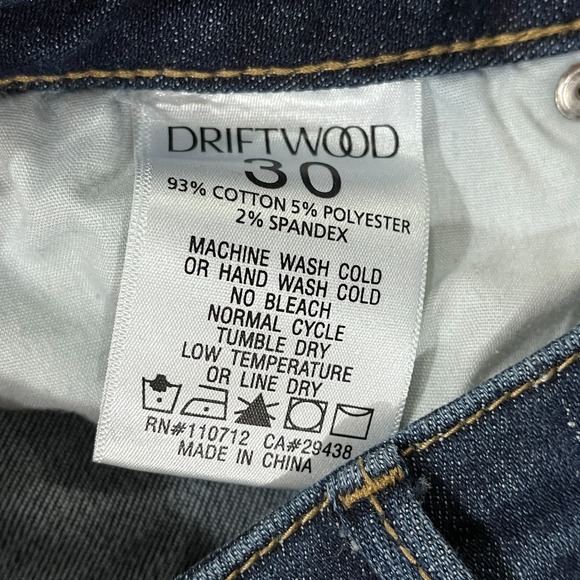 DRIFTWOOD
30
93% COTTON 5% POLYESTER
2% SPANDEX
MACHINE WASH COLD
OR HAND WASH COLD
NO BLEACH
NORMAL CYCLE
TUMBLE DRY
LOW TEMPERATURE
OR LINE DRY
RN#110712 CA#29438
MADE IN CHINA